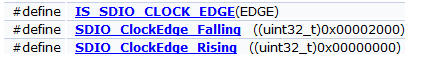 #define IS_SDIO_CLOCK_EDGE(EDGE)
#define SDIO_ClockEdge_Falling ((uint32_t)0x00002000)
#define SDIO_ClockEdge_Rising ((uint32_t)0x00000000)